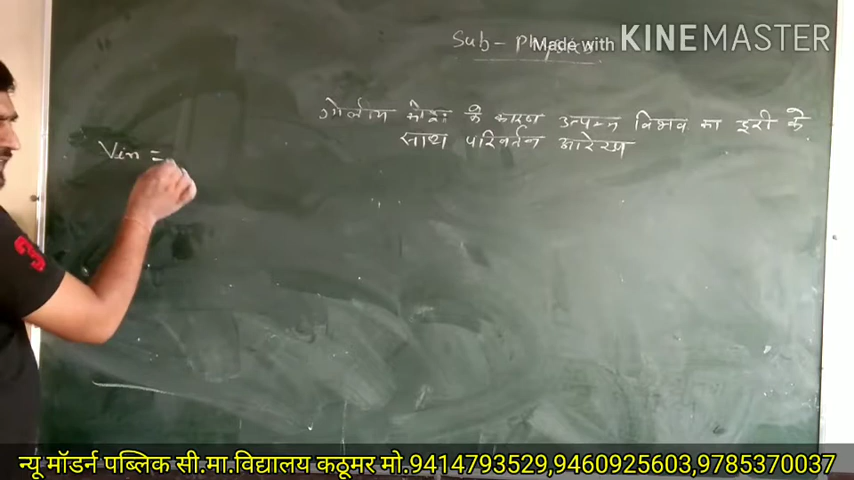 Sub - Physics
Made with KINEMASTER
गोलीय कोश के कारण उत्पन्न विभव का दूरी के
साथ परिवर्तन आरेख
Vin =
न्यू मॉडर्न पब्लिक सी.मा.विद्यालय कठूमर मो.9414793529,9460925603,9785370037